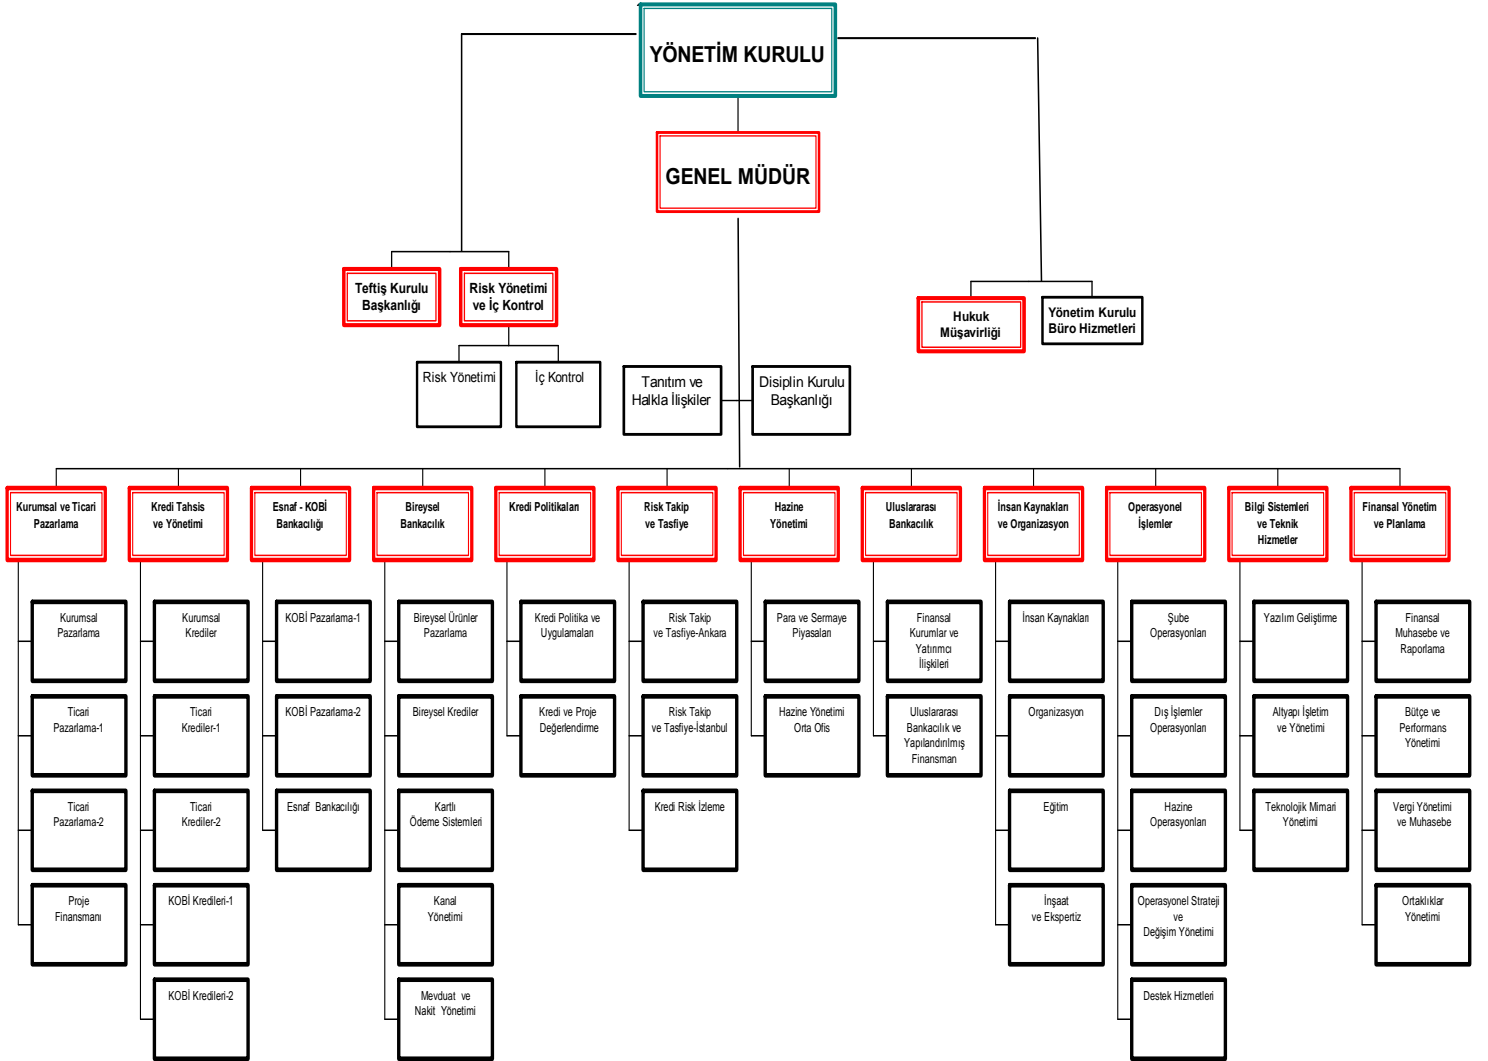 YÖNETİM KURULU
GENEL MÜDÜR
Teftiş Kurulu
Başkanlığı
Risk Yönetimi
ve İç Kontrol
Hukuk
Müşavirliği
Yönetim Kurulu
Büro Hizmetleri
Risk Yönetimi
İç Kontrol
Tanıtım ve
Halkla İlişkiler
Disiplin Kurulu
Başkanlığı
Kurumsal ve Ticari
Pazarlama
Kredi Tahsis
ve Yönetimi
Esnaf - KOBİ
Bankacılığı
Bireysel
Bankacılık
Kredi Politikaları
Risk Takip
ve Tasfiye
Hazine
Yönetimi
Uluslararası
Bankacılık
İnsan Kaynakları
ve Organizasyon
Operasyonel
İşlemler
Bilgi Sistemleri
ve Teknik
Hizmetler
Finansal Yönetim
ve Planlama
Kurumsal
Pazarlama
Kurumsal
Krediler
KOBİ Pazarlama-1
Bireysel Ürünler
Pazarlama
Kredi Politika ve
Uygulamaları
Risk Takip
ve Tasfiye-Ankara
Para ve Sermaye
Piyasaları
Finansal
Kurumlar ve
Yatırımcı
İlişkileri
İnsan Kaynakları
Şube
Operasyonları
Yazılım Geliştirme
Finansal
Muhasebe ve
Raporlama
Ticari
Pazarlama-1
Ticari
Krediler-1
KOBİ Pazarlama-2
Bireysel Krediler
Kredi ve Proje
Değerlendirme
Risk Takip
ve Tasfiye-İstanbul
Hazine Yönetimi
Orta Ofis
Uluslararası
Bankacılık ve
Yapılandırılmış
Finansman
Organizasyon
Dış İşlemler
Operasyonları
Altyapı İşletim
ve Yönetimi
Bütçe ve
Performans
Yönetimi
Ticari
Pazarlama-2
Ticari
Krediler-2
Esnaf Bankacılığı
Kartlı
Ödeme Sistemleri
Kredi Risk İzleme
Eğitim
Hazine
Operasyonları
Teknolojik Mimari
Yönetimi
Vergi Yönetimi
ve Muhasebe
Proje
Finansmanı
KOBİ Kredileri-1
Kanal
Yönetimi
İnşaat
ve Ekspertiz
Operasyonel Strateji
ve
Değişim Yönetimi
Ortaklıklar
Yönetimi
KOBİ Kredileri-2
Mevduat ve
Nakit Yönetimi
Destek Hizmetleri